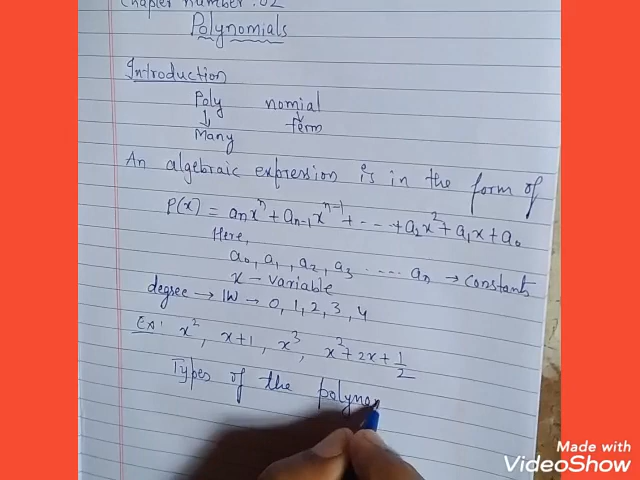 Chapter number :02
Polynomials
Introduction
Poly nomial
↓ ↓
Many term
An algebraic expression is in the form of
P(x) = aₙxⁿ + aₙ₋₁xⁿ⁻¹ + ----- + a₂x² + a₁x + a₀
Here,
a₀, a₁, a₂, a₃ ..... aₙ → constants
x - variable
degree → W → 0, 1, 2, 3, 4
Ex: x², x+1, x³, x²+2x+1/2
Types of the polyno
Made with
VideoShow